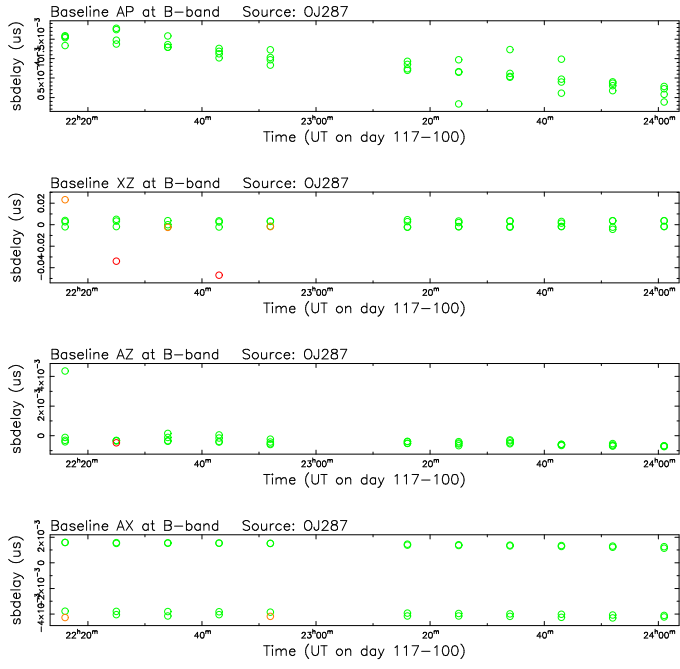 Baseline AP at B-band Source: OJ287
sbdelay (us)
22h20m 40m 23h00m 20m 40m 24h00m
Time (UT on day 117-100)
Baseline XZ at B-band Source: OJ287
sbdelay (us)
0.02
0
22h20m 40m 23h00m 20m 40m 24h00m
Time (UT on day 117-100)
Baseline AZ at B-band Source: OJ287
sbdelay (us)
4×10⁻³
2×10⁻³
0
22h20m 40m 23h00m 20m 40m 24h00m
Time (UT on day 117-100)
Baseline AX at B-band Source: OJ287
sbdelay (us)
2×10⁻³
0
22h20m 40m 23h00m 20m 40m 24h00m
Time (UT on day 117-100)